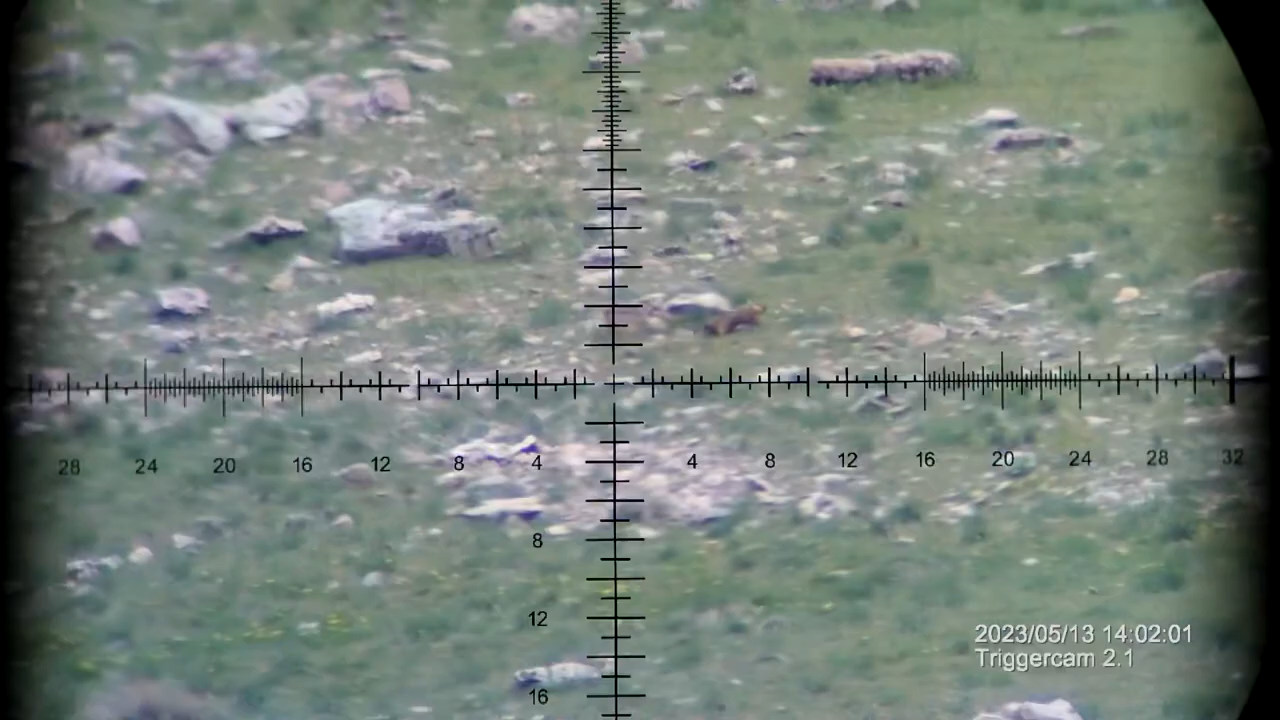 28 24 20 16 12 8 4 4 8 12 16 20 24 28 32
8
12
2023/05/13 14:02:01
Triggercam 2.1
16